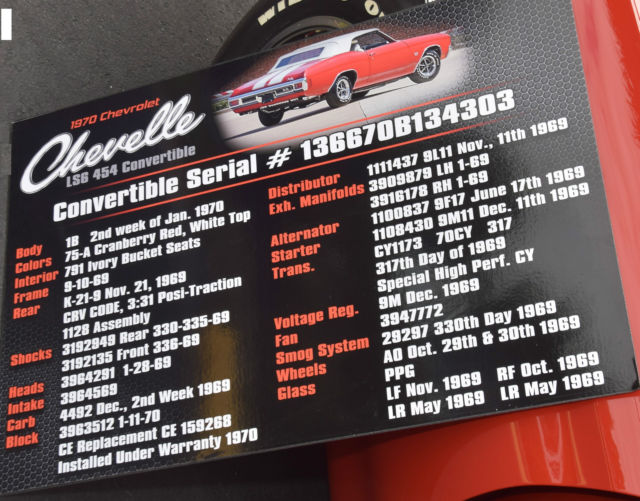 1970 Chevrolet
Chevelle
LS6 454 Convertible
Convertible Serial # 136670B134303
Body 1B 2nd week of Jan. 1970
Colors 75-A Cranberry Red, White Top
Interior 791 Ivory Bucket Seats
Frame 9-10-69
Rear K-21-9 Nov. 21, 1969
CRV CODE, 3:31 Posi-Traction
1128 Assembly
Shocks 3192949 Rear 330-335-69
3192135 Front 336-69
Heads 3964291 1-28-69
Intake 3964569
Carb 4492 Dec., 2nd Week 1969
Block 3963512 1-11-70
CE Replacement CE 159268
Installed Under Warranty 1970
Distributor 1111437 9L11 Nov., 11th 1969
Exh. Manifolds 3909879 LH 1-69
3916178 RH 1-69
Alternator 1100837 9F17 June 17th 1969
Starter 1108430 9M11 Dec. 11th 1969
Trans. CY1173 7OCY 317
317th Day of 1969
Special High Perf. CY
Voltage Reg. 9M Dec. 1969
Fan 3947772
Smog System 29297 330th Day 1969
Wheels AO Oct. 29th & 30th 1969
Glass PPG
LF Nov. 1969 RF Oct. 1969
LR May 1969 LR May 1969